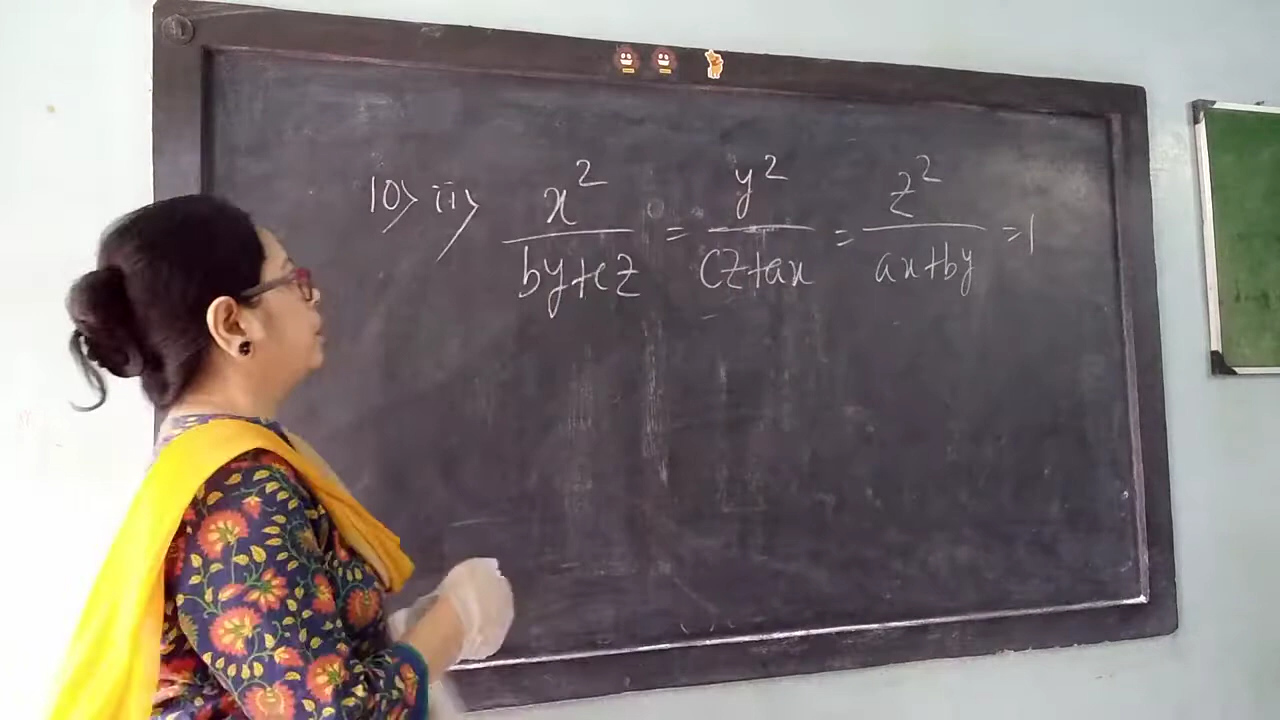 10> ii> x²/(by+cz) = y²/(cz+ax) = z²/(ax+by) =1